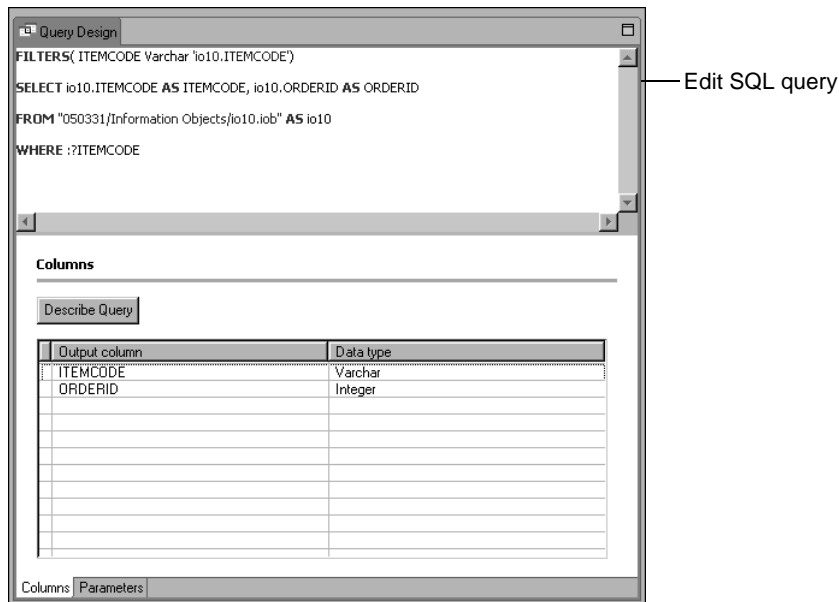 Query Design
FILTERS( ITEMCODE Varchar 'io10.ITEMCODE')
SELECT io10.ITEMCODE AS ITEMCODE, io10.ORDERID AS ORDERID
FROM "050331/Information Objects/io10.iob" AS io10
WHERE :?ITEMCODE
Edit SQL query
Columns
Describe Query
Output column Data type
ITEMCODE Varchar
ORDERID Integer
Columns Parameters